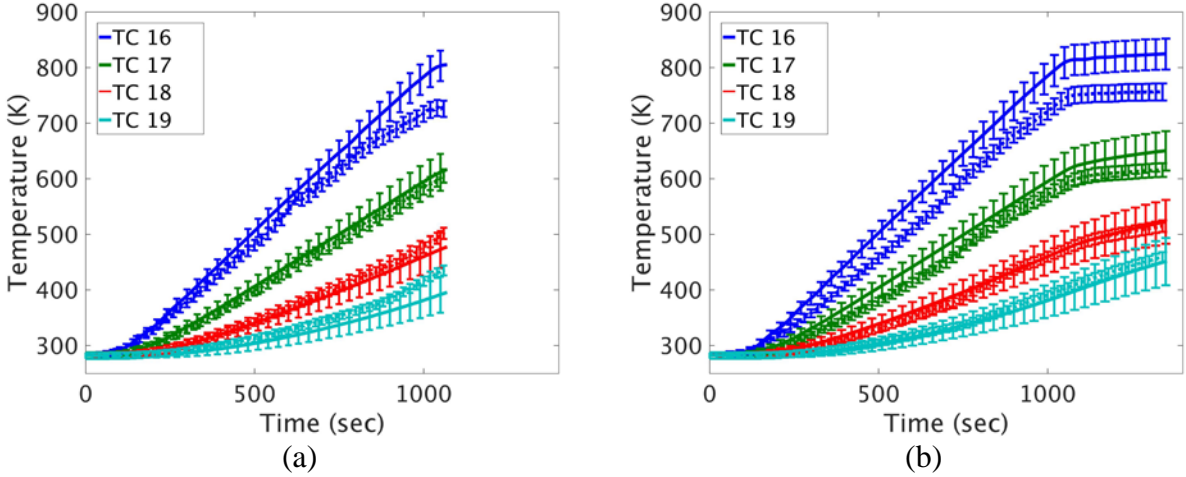 900
800
700
600
500
400
300
Temperature (K)
TC 16
TC 17
TC 18
TC 19
0 500 1000
Time (sec)
(a)
900
800
700
600
500
400
300
Temperature (K)
TC 16
TC 17
TC 18
TC 19
0 500 1000
Time (sec)
(b)